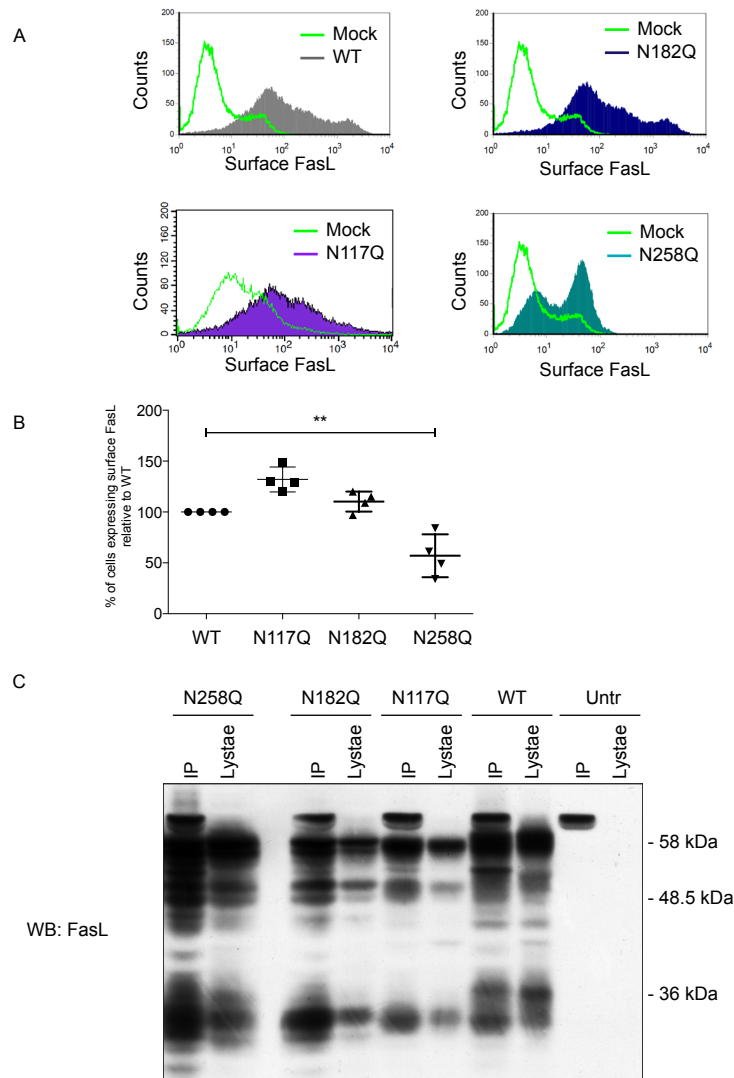 A
Counts
200
150
100
50
0
Mock
WT
10⁰ 10¹ 10² 10³ 10⁴
Surface FasL
Counts
200
150
100
50
0
Mock
N182Q
10⁰ 10¹ 10² 10³ 10⁴
Surface FasL
Counts
200
160
120
80
40
0
Mock
N117Q
10⁰ 10¹ 10² 10³ 10⁴
Surface FasL
Counts
200
150
100
50
0
Mock
N258Q
10⁰ 10¹ 10² 10³ 10⁴
Surface FasL
B
% of cells expressing surface FasL
relative to WT
200
150
100
50
0
**
WT N117Q N182Q N258Q
C
N258Q N182Q N117Q WT Untr
IP Lystae IP Lystae IP Lystae IP Lystae IP Lystae
- 58 kDa
- 48.5 kDa
WB: FasL
- 36 kDa